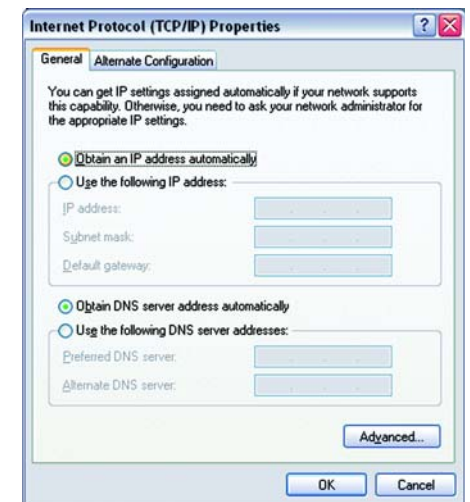 Internet Protocol (TCP/IP) Properties
General
Alternate Configuration
You can get IP settings assigned automatically if your network supports
this capability. Otherwise, you need to ask your network administrator for
the appropriate IP settings.
Obtain an IP address automatically
Use the following IP address:
IP address:
Subnet mask:
Default gateway:
Obtain DNS server address automatically
Use the following DNS server addresses:
Preferred DNS server:
Alternate DNS server:
Advanced...
OK
Cancel